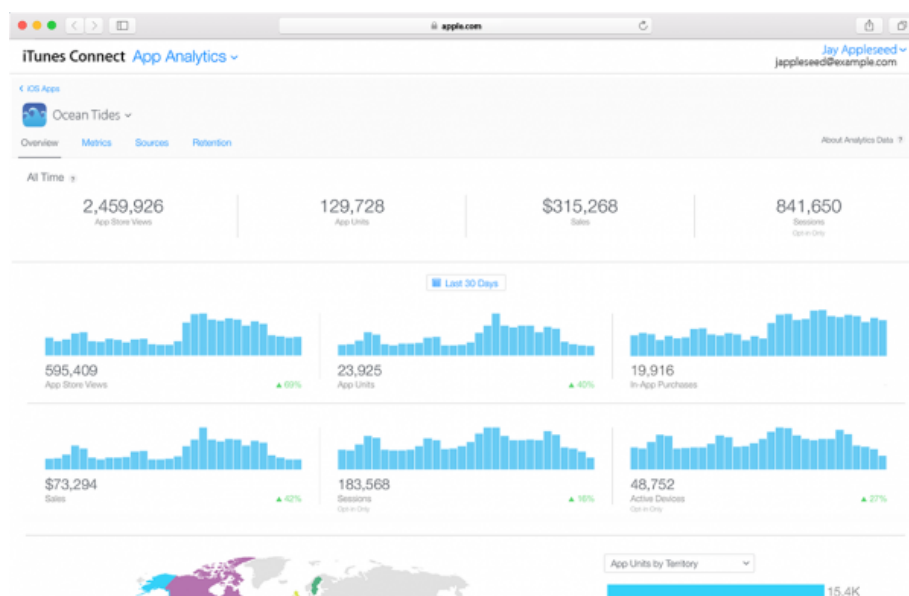 apple.com
iTunes Connect App Analytics
Jay Appleseed
jappleseed@example.com
iOS Apps
Ocean Tides
Overview Metrics Sources Retention
About Analytics Data ?
All Time ?
2,459,926 129,728 $315,268 841,650
App Store Views App Units Sales Sessions
Opt-in Only
Last 30 Days
595,409 23,925 19,916
App Store Views 69% App Units 40% In-App Purchases
$73,294 183,568 48,752
Sales 42% Sessions 16% Active Devices 27%
Opt-in Only Opt-in Only
App Units by Territory
15.4K